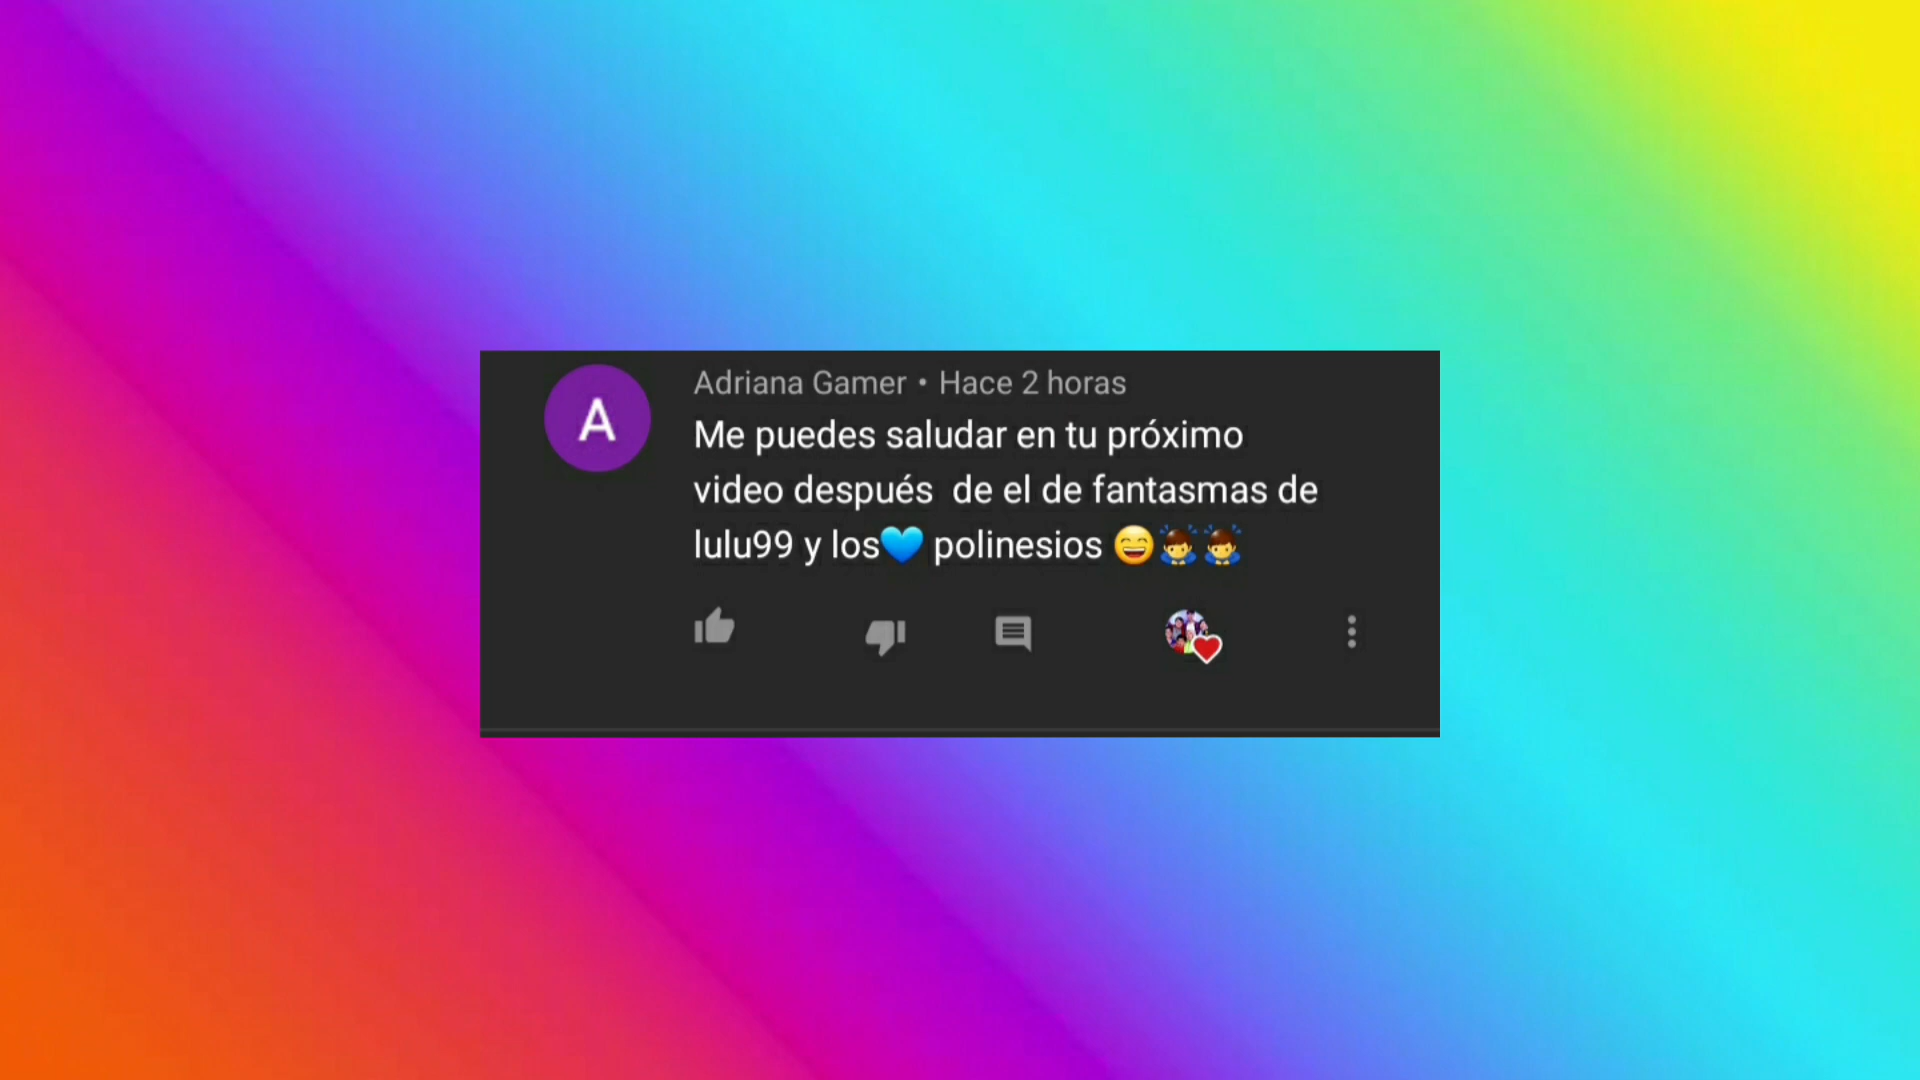 A
Adriana Gamer • Hace 2 horas
Me puedes saludar en tu próximo
video después  de el de fantasmas de
lulu99 y los💙 polinesios 😄🙇‍♂️🙇‍♂️